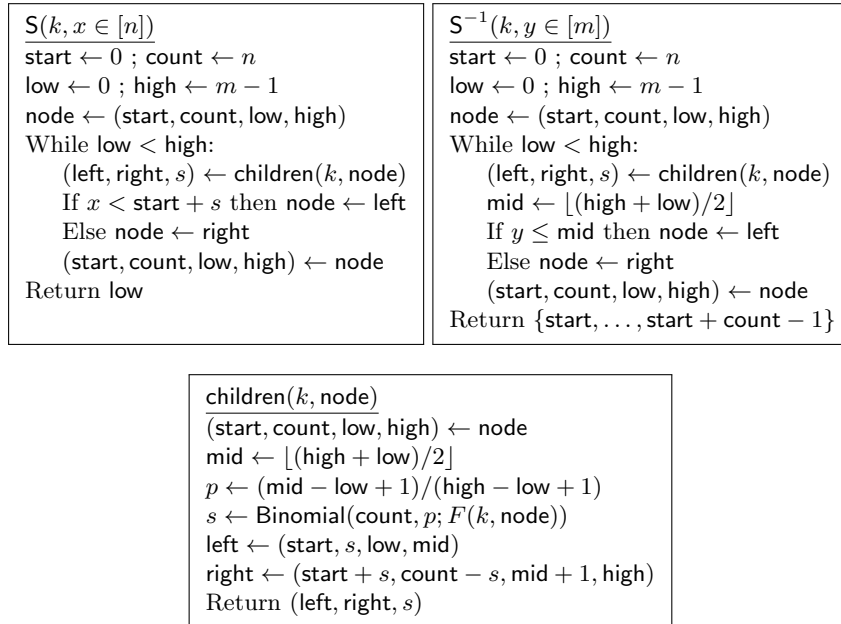 S(k, x ∈ [n])
start ← 0 ; count ← n
low ← 0 ; high ← m − 1
node ← (start, count, low, high)
While low < high:
(left, right, s) ← children(k, node)
If x < start + s then node ← left
Else node ← right
(start, count, low, high) ← node
Return low
S⁻¹(k, y ∈ [m])
start ← 0 ; count ← n
low ← 0 ; high ← m − 1
node ← (start, count, low, high)
While low < high:
(left, right, s) ← children(k, node)
mid ← ⌊(high + low)/2⌋
If y ≤ mid then node ← left
Else node ← right
(start, count, low, high) ← node
Return {start, . . . , start + count − 1}
children(k, node)
(start, count, low, high) ← node
mid ← ⌊(high + low)/2⌋
p ← (mid − low + 1)/(high − low + 1)
s ← Binomial(count, p; F(k, node))
left ← (start, s, low, mid)
right ← (start + s, count − s, mid + 1, high)
Return (left, right, s)